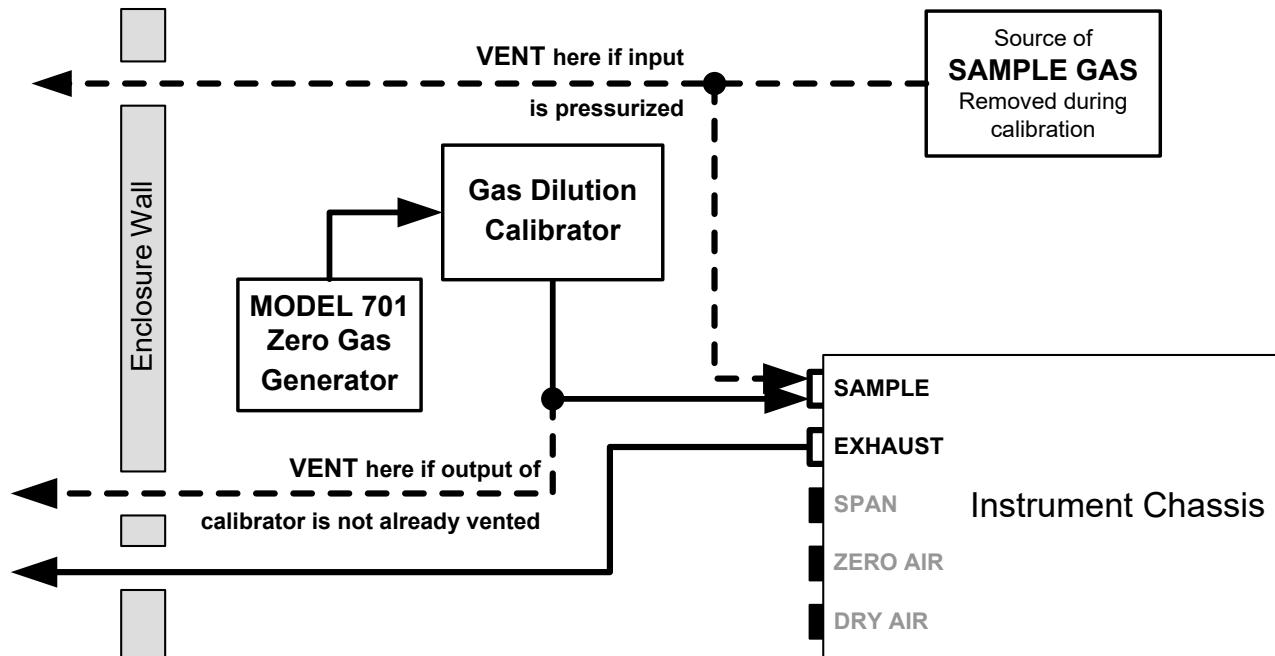 VENT here if input
is pressurized
Source of
SAMPLE GAS
Removed during
calibration
Enclosure Wall
Gas Dilution
Calibrator
MODEL 701
Zero Gas
Generator
VENT here if output of
calibrator is not already vented
SAMPLE
EXHAUST
SPAN
ZERO AIR
DRY AIR
Instrument Chassis